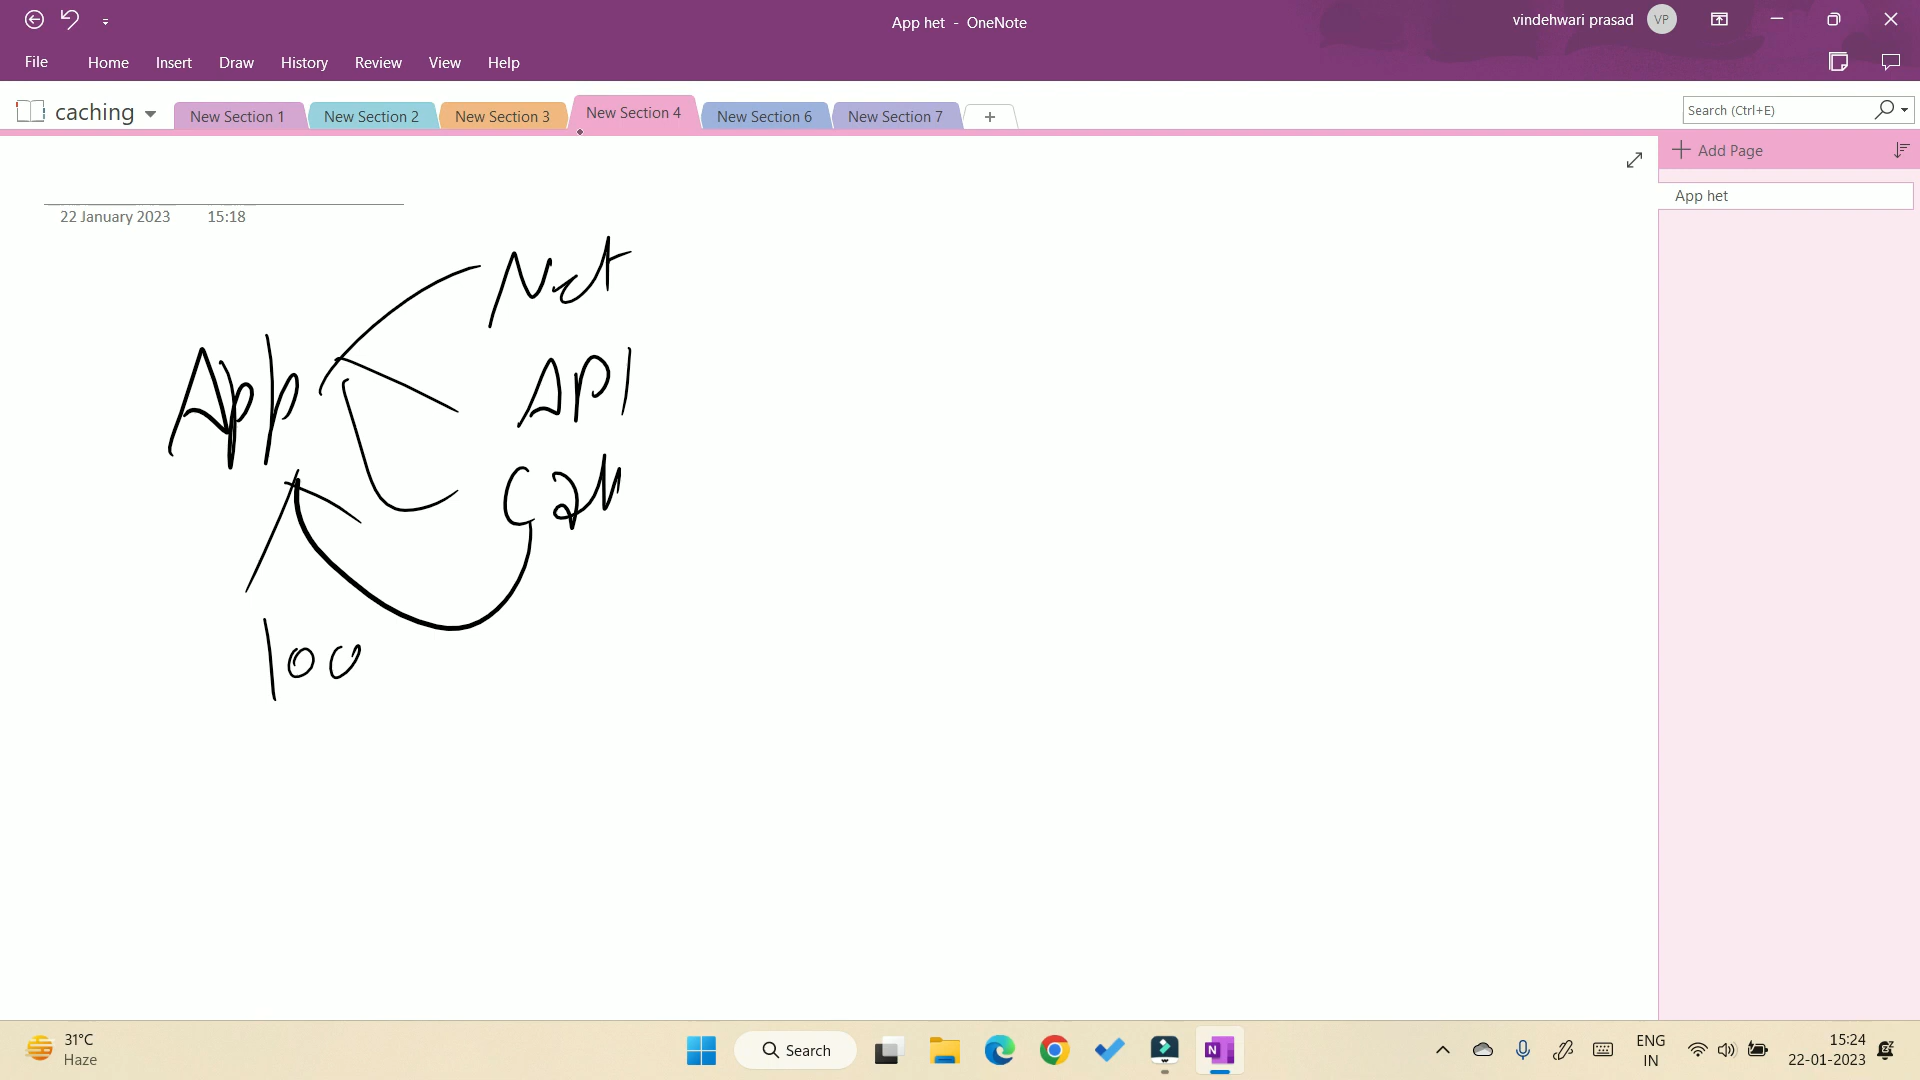 App het - OneNote
vindehwari prasad VP
File Home Insert Draw History Review View Help
caching New Section 1 New Section 2 New Section 3 New Section 4 New Section 6 New Section 7 +
Search (Ctrl+E)
Add Page
App het
22 January 2023 15:18
Net
App
API
100
31°C
Haze
Search
ENG
IN
15:24
22-01-2023